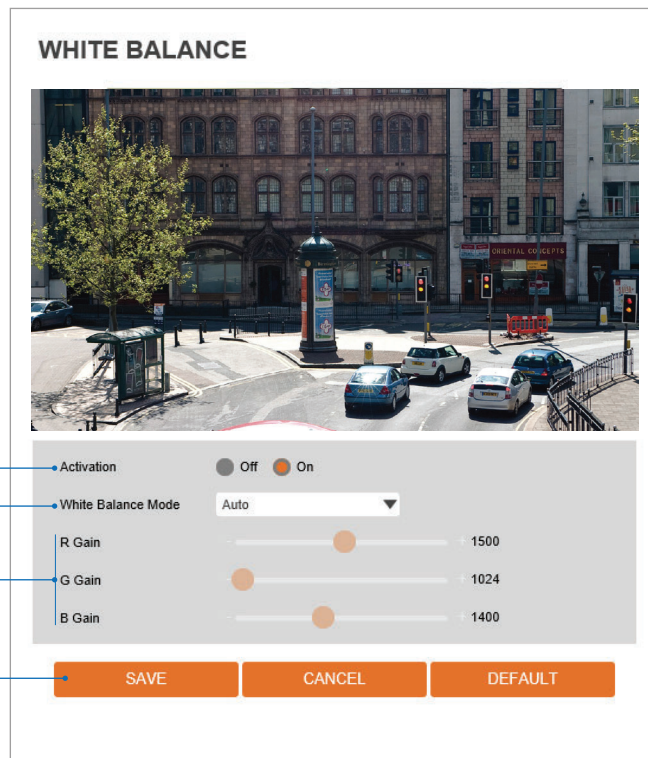 WHITE BALANCE
ORIENTAL CONCEPTS
Activation Off On
White Balance Mode Auto
R Gain - + 1500
G Gain - + 1024
B Gain - + 1400
SAVE CANCEL DEFAULT